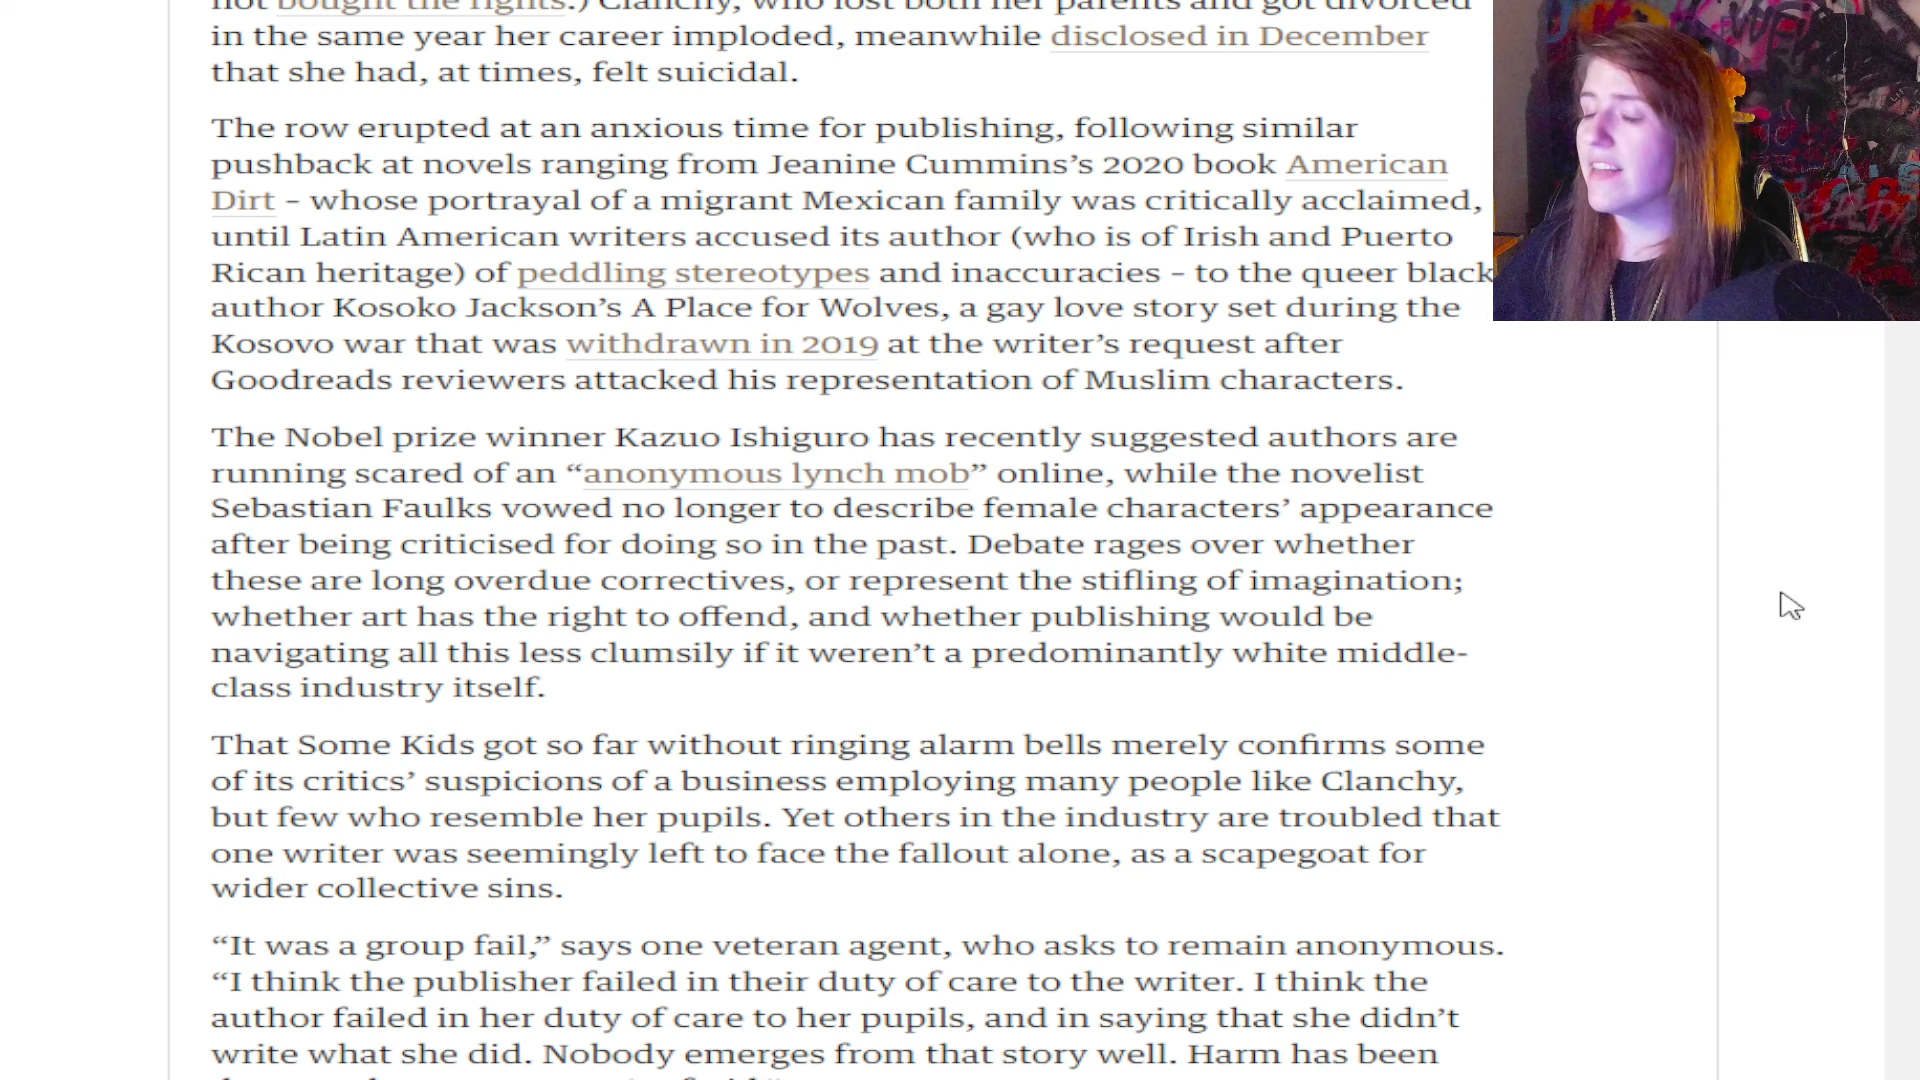 not bought the rights.) Clanchy, who lost both her parents and got divorced
in the same year her career imploded, meanwhile disclosed in December
that she had, at times, felt suicidal.
The row erupted at an anxious time for publishing, following similar
pushback at novels ranging from Jeanine Cummins’s 2020 book American
Dirt – whose portrayal of a migrant Mexican family was critically acclaimed,
until Latin American writers accused its author (who is of Irish and Puerto
Rican heritage) of peddling stereotypes and inaccuracies – to the queer black
author Kosoko Jackson’s A Place for Wolves, a gay love story set during the
Kosovo war that was withdrawn in 2019 at the writer’s request after
Goodreads reviewers attacked his representation of Muslim characters.
The Nobel prize winner Kazuo Ishiguro has recently suggested authors are
running scared of an “anonymous lynch mob” online, while the novelist
Sebastian Faulks vowed no longer to describe female characters’ appearance
after being criticised for doing so in the past. Debate rages over whether
these are long overdue correctives, or represent the stifling of imagination;
whether art has the right to offend, and whether publishing would be
navigating all this less clumsily if it weren’t a predominantly white middle-
class industry itself.
That Some Kids got so far without ringing alarm bells merely confirms some
of its critics’ suspicions of a business employing many people like Clanchy,
but few who resemble her pupils. Yet others in the industry are troubled that
one writer was seemingly left to face the fallout alone, as a scapegoat for
wider collective sins.
“It was a group fail,” says one veteran agent, who asks to remain anonymous.
“I think the publisher failed in their duty of care to the writer. I think the
author failed in her duty of care to her pupils, and in saying that she didn’t
write what she did. Nobody emerges from that story well. Harm has been